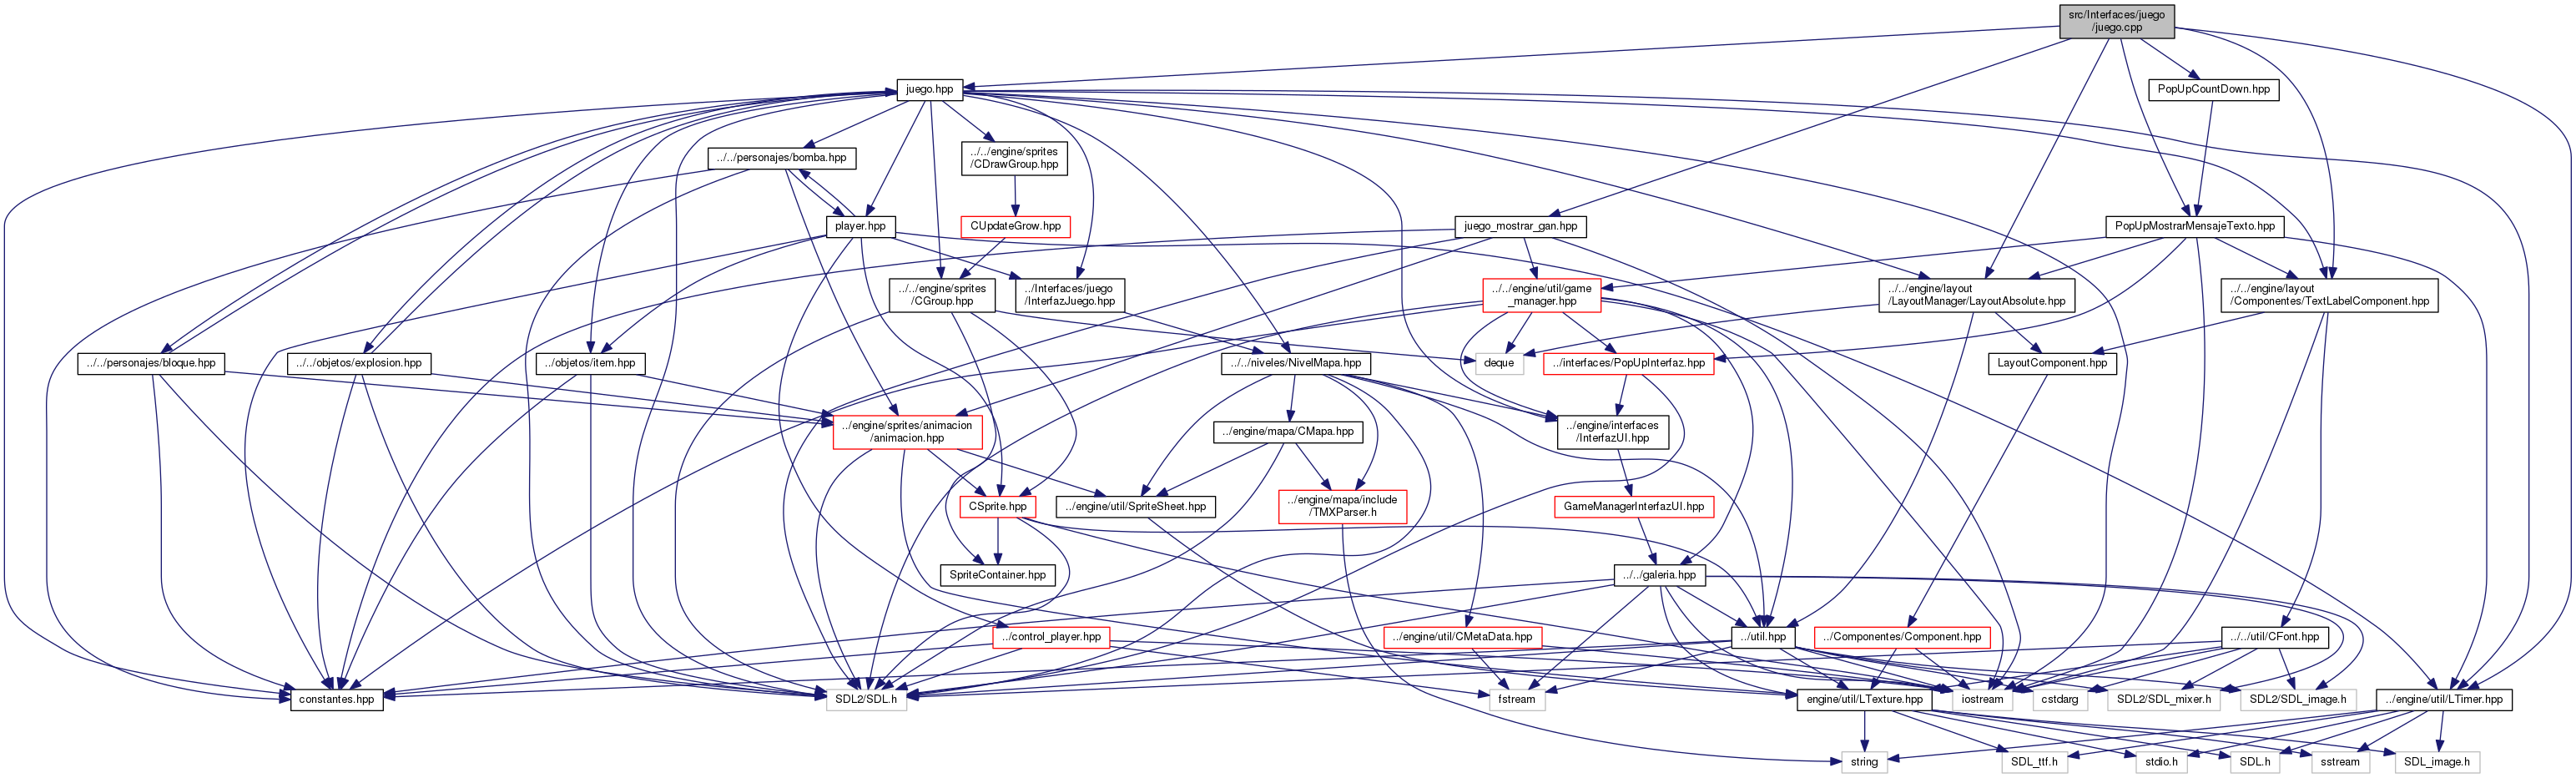 src/Interfaces/juego
/juego.cpp
juego.hpp
PopUpCountDown.hpp
../../personajes/bomba.hpp
../../engine/sprites
/CDrawGroup.hpp
player.hpp
CUpdateGrow.hpp
juego_mostrar_gan.hpp
PopUpMostrarMensajeTexto.hpp
../../engine/sprites
/CGroup.hpp
../Interfaces/juego
/InterfazJuego.hpp
../../engine/util/game
_manager.hpp
../../engine/layout
/LayoutManager/LayoutAbsolute.hpp
../../engine/layout
/Componentes/TextLabelComponent.hpp
../../personajes/bloque.hpp
../../objetos/explosion.hpp
../objetos/item.hpp
deque
../../niveles/NivelMapa.hpp
../interfaces/PopUpInterfaz.hpp
LayoutComponent.hpp
../engine/sprites/animacion
/animacion.hpp
../engine/mapa/CMapa.hpp
../engine/interfaces
/InterfazUI.hpp
CSprite.hpp
../engine/util/SpriteSheet.hpp
../engine/mapa/include
/TMXParser.h
GameManagerInterfazUI.hpp
SpriteContainer.hpp
../../galeria.hpp
../control_player.hpp
../engine/util/CMetaData.hpp
../util.hpp
../Componentes/Component.hpp
../../util/CFont.hpp
constantes.hpp
SDL2/SDL.h
fstream
engine/util/LTexture.hpp
iostream
cstdarg
SDL2/SDL_mixer.h
SDL2/SDL_image.h
../engine/util/LTimer.hpp
string
SDL_ttf.h
stdio.h
SDL.h
sstream
SDL_image.h